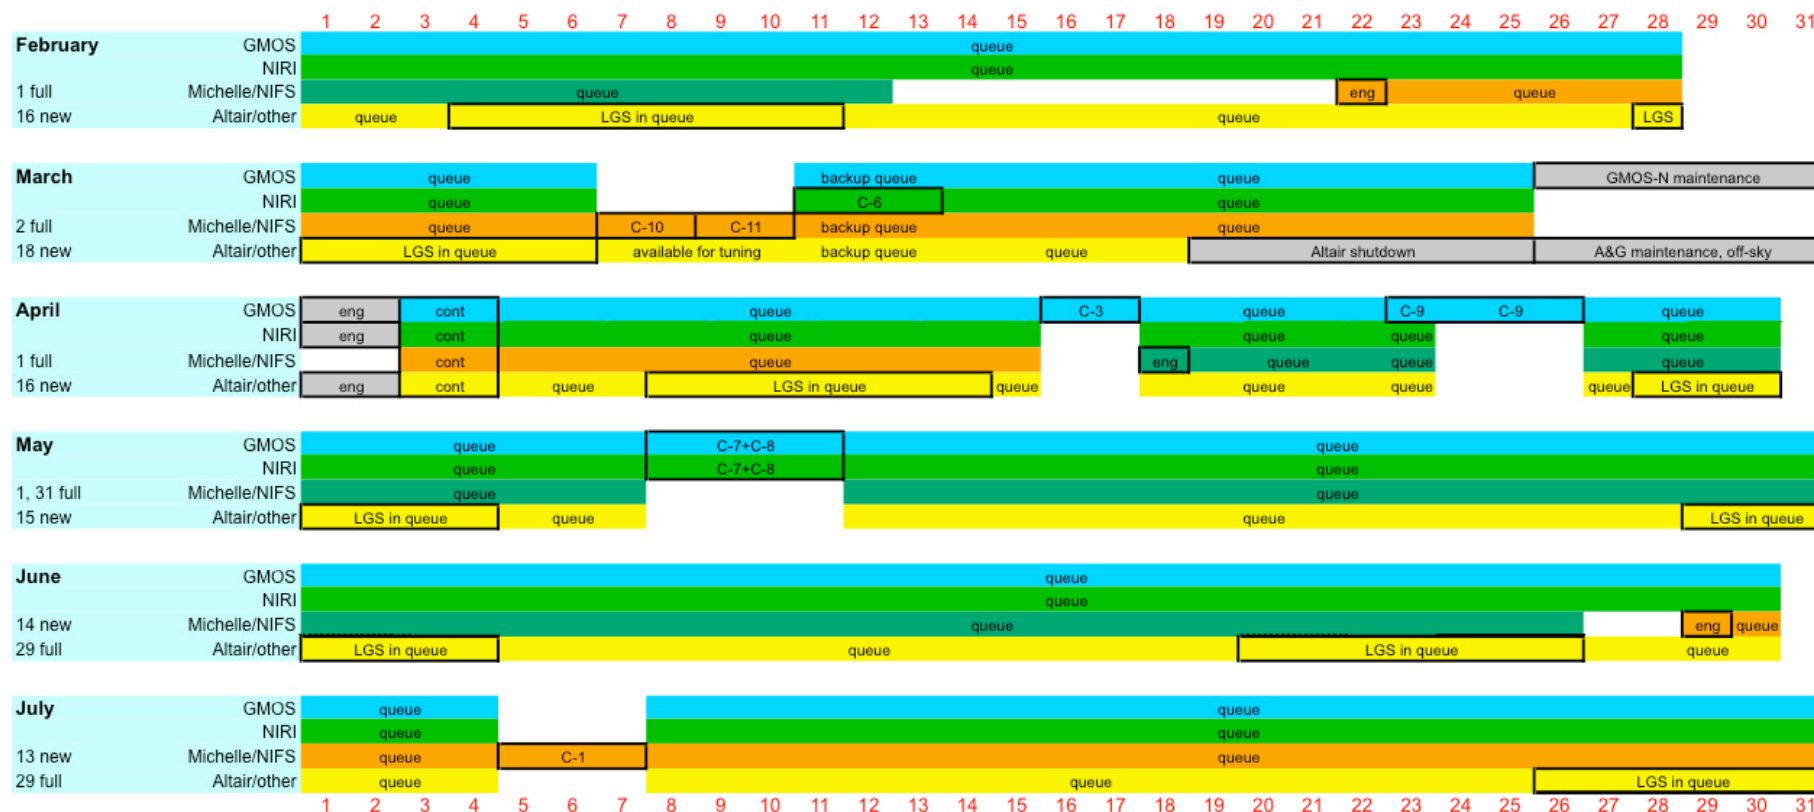 1 2 3 4 5 6 7 8 9 10 11 12 13 14 15 16 17 18 19 20 21 22 23 24 25 26 27 28 29 30 31
February GMOS queue
NIRI queue
1 full Michelle/NIFS queue eng queue
16 new Altair/other queue LGS in queue queue LGS
March GMOS queue backup queue queue GMOS-N maintenance
NIRI queue C-6 queue
2 full Michelle/NIFS queue C-10 C-11 backup queue queue
18 new Altair/other LGS in queue available for tuning backup queue queue Altair shutdown A&G maintenance, off-sky
April GMOS eng cont queue C-3 queue C-9 C-9 queue
NIRI eng cont queue queue queue queue
1 full Michelle/NIFS cont queue eng queue queue queue
16 new Altair/other eng cont queue LGS in queue queue queue queue queue LGS in queue
May GMOS queue C-7+C-8 queue
NIRI queue C-7+C-8 queue
1, 31 full Michelle/NIFS queue queue
15 new Altair/other LGS in queue queue queue LGS in queue
June GMOS queue
NIRI queue
14 new Michelle/NIFS queue eng queue
29 full Altair/other LGS in queue queue LGS in queue queue
July GMOS queue queue
NIRI queue queue
13 new Michelle/NIFS queue C-1 queue
29 full Altair/other queue queue LGS in queue
1 2 3 4 5 6 7 8 9 10 11 12 13 14 15 16 17 18 19 20 21 22 23 24 25 26 27 28 29 30 31